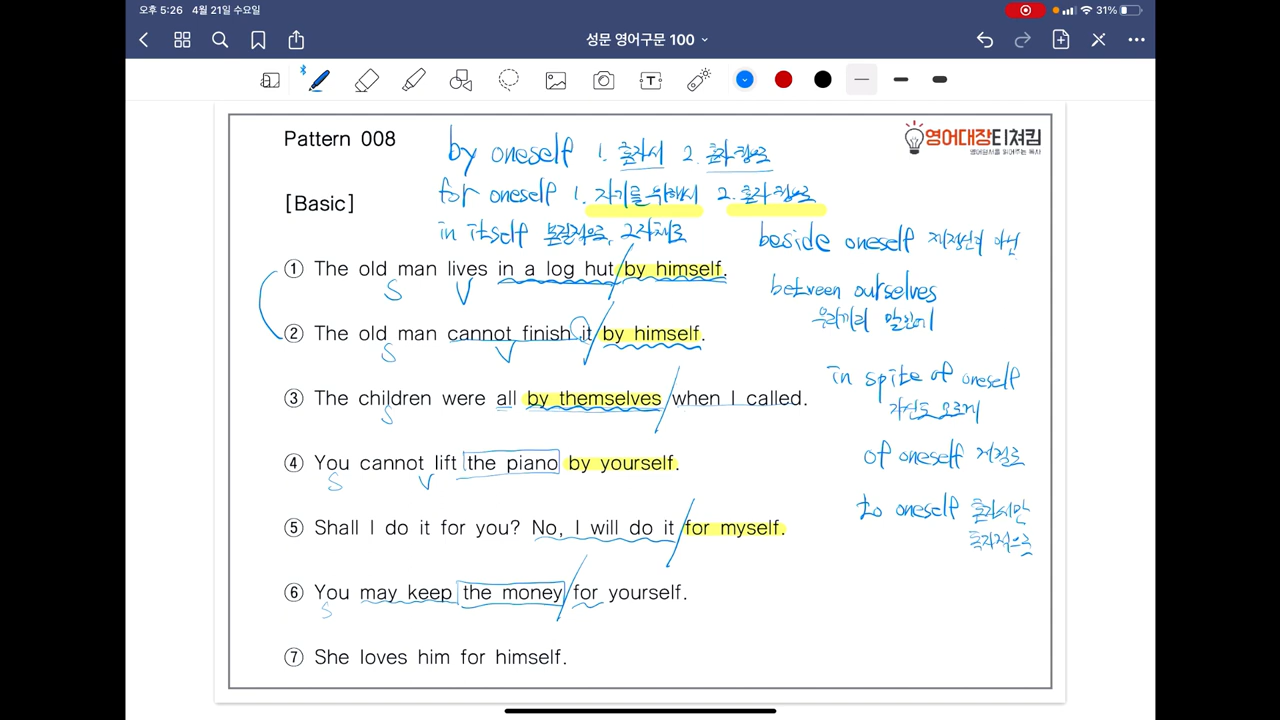 오후 5:26 4월 21일 수요일
31%
성문 영어구문 100
Pattern 008
영어대장티쳐킴
by oneself 1. 혼자서 2. 혼자 힘으로
for oneself 1. 자기를 위해서 2. 혼자 힘으로
[Basic]
in itself 본질적으로, 그 자체로
beside oneself 제정신이 아닌
① The old man lives in a log hut / by himself.
S V
between ourselves
우리끼리 말인데
② The old man cannot finish it / by himself.
S V
in spite of oneself
자신도 모르게
③ The children were all by themselves / when I called.
S
of oneself 저절로
④ You cannot lift the piano by yourself.
S V
to oneself 혼자서만
독자적으로
⑤ Shall I do it for you? No, I will do it / for myself.
⑥ You may keep the money / for yourself.
S
⑦ She loves him for himself.